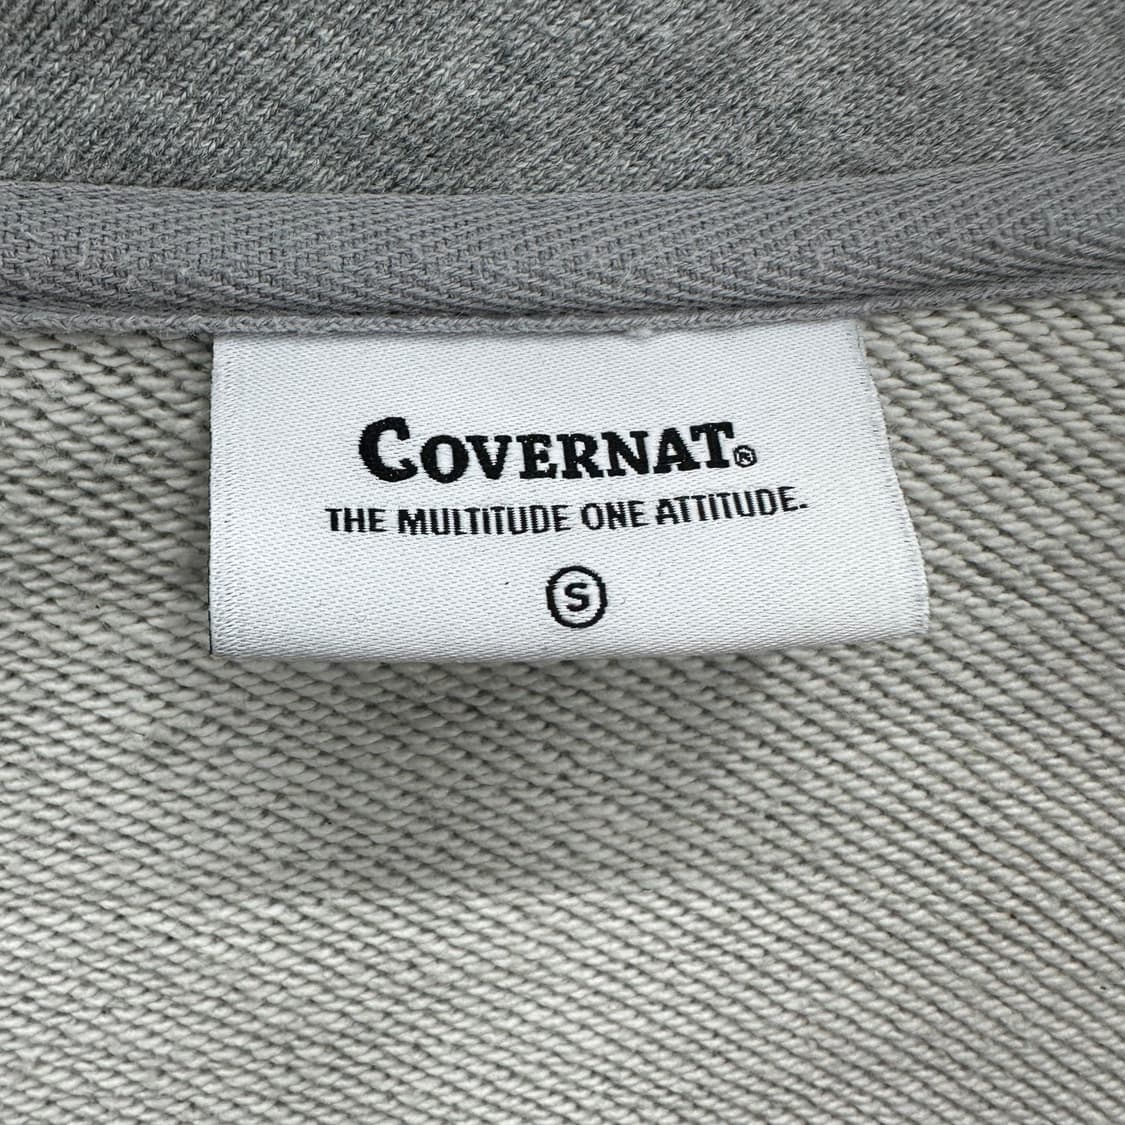 COVERNAT®
THE MULTITUDE ONE ATTITUDE.
S